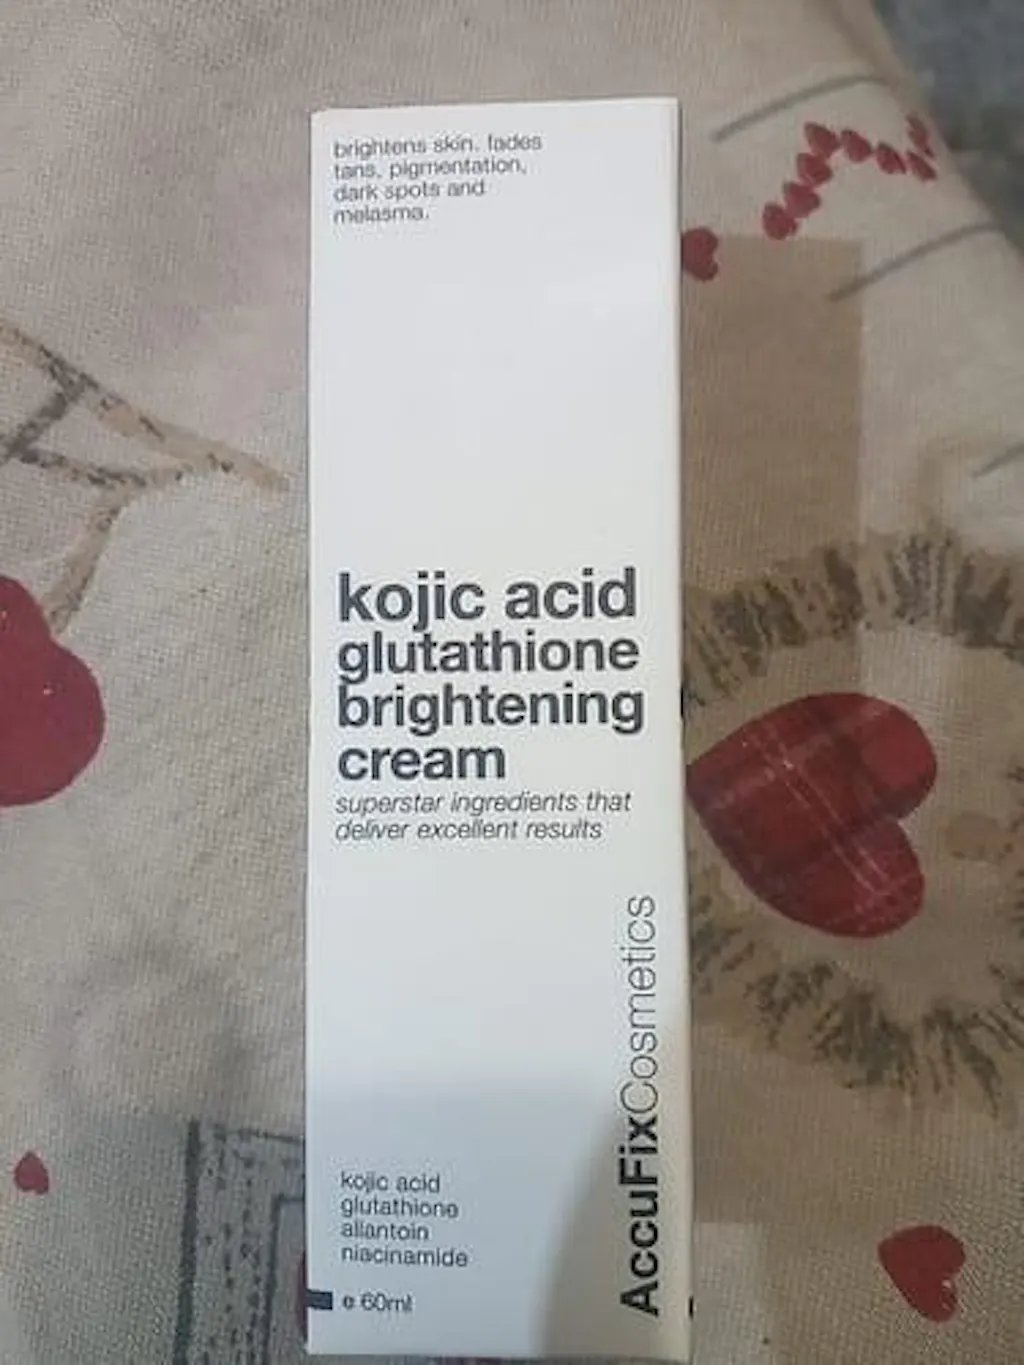 brightens skin, fades
tans, pigmentation,
dark spots and
melasma.
kojic acid
glutathione
brightening
cream
superstar ingredients that
deliver excellent results
AccuFixCosmetics
kojic acid
glutathione
allantoin
niacinamide
e 60ml